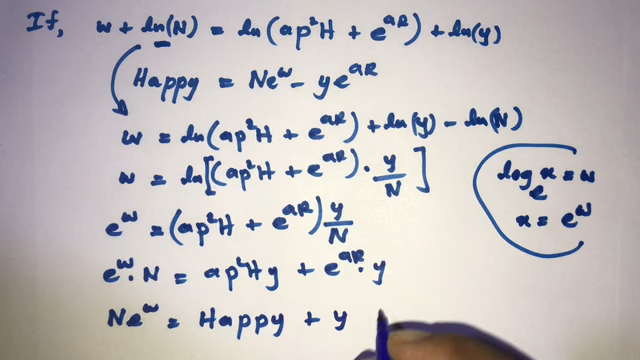 If, w + ln(N) = ln(ap²H + e^{aR}) + ln(y)
Happy = Ne^w - ye^{aR}
w = ln(ap²H + e^{aR}) + ln(y) - ln(N)
w = ln[(ap²H + e^{aR}) · y/N]
e^w = (ap²H + e^{aR}) y/N
e^w · N = ap²Hy + e^{aR} · y
Ne^w = Happy + y
log_e x = w
x = e^w